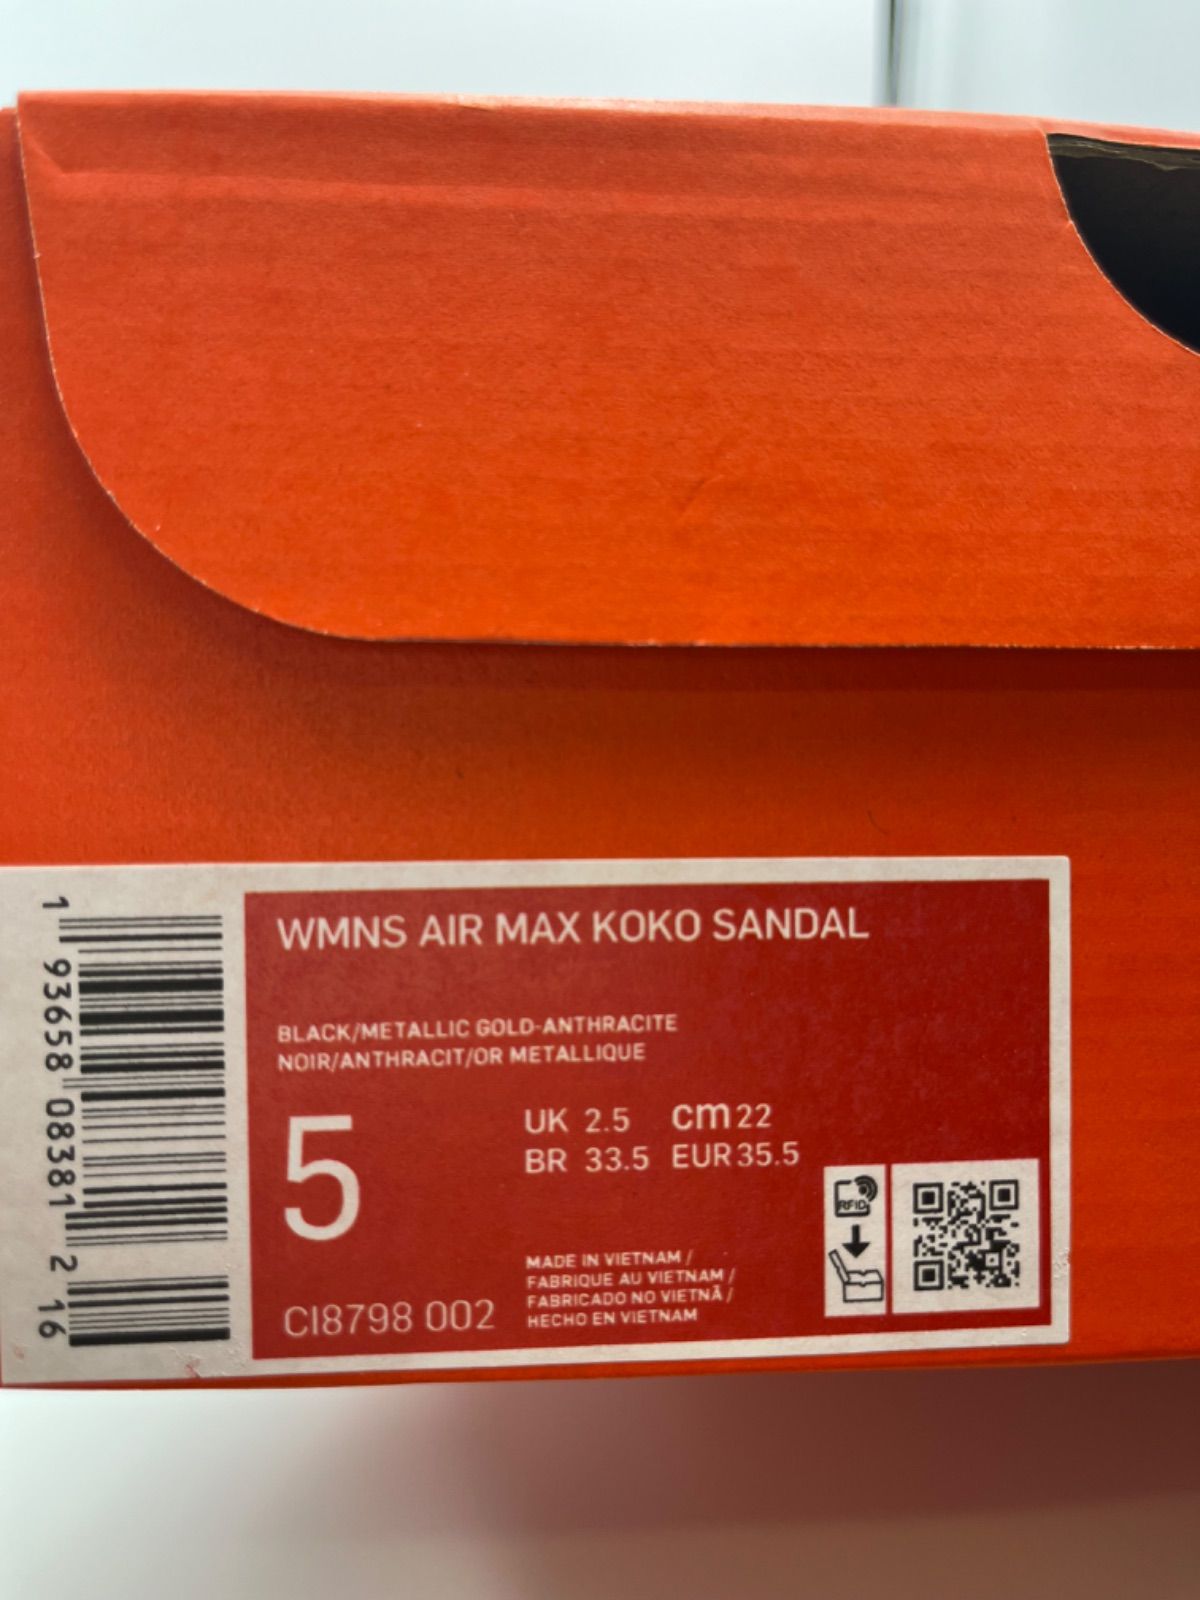 1 93658 08381 2 16
WMNS AIR MAX KOKO SANDAL
BLACK/METALLIC GOLD-ANTHRACITE
NOIR/ANTHRACIT/OR METALLIQUE
5
UK 2.5 cm 22
BR 33.5 EUR 35.5
CI8798 002
MADE IN VIETNAM /
FABRIQUE AU VIETNAM /
FABRICADO NO VIETNÃ /
HECHO EN VIETNAM
RFID